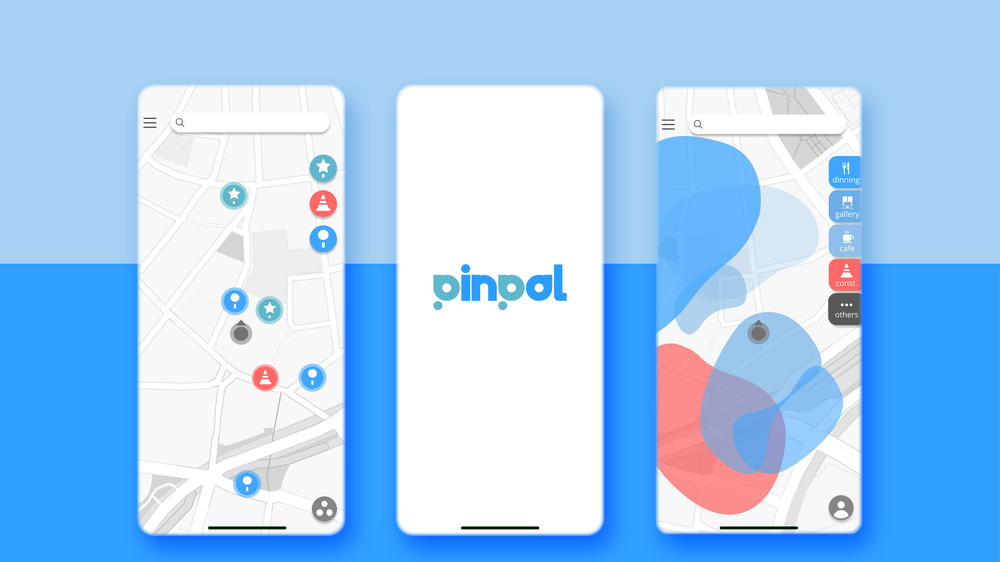 pinpal
dinning
gallery
cafe
const.
others